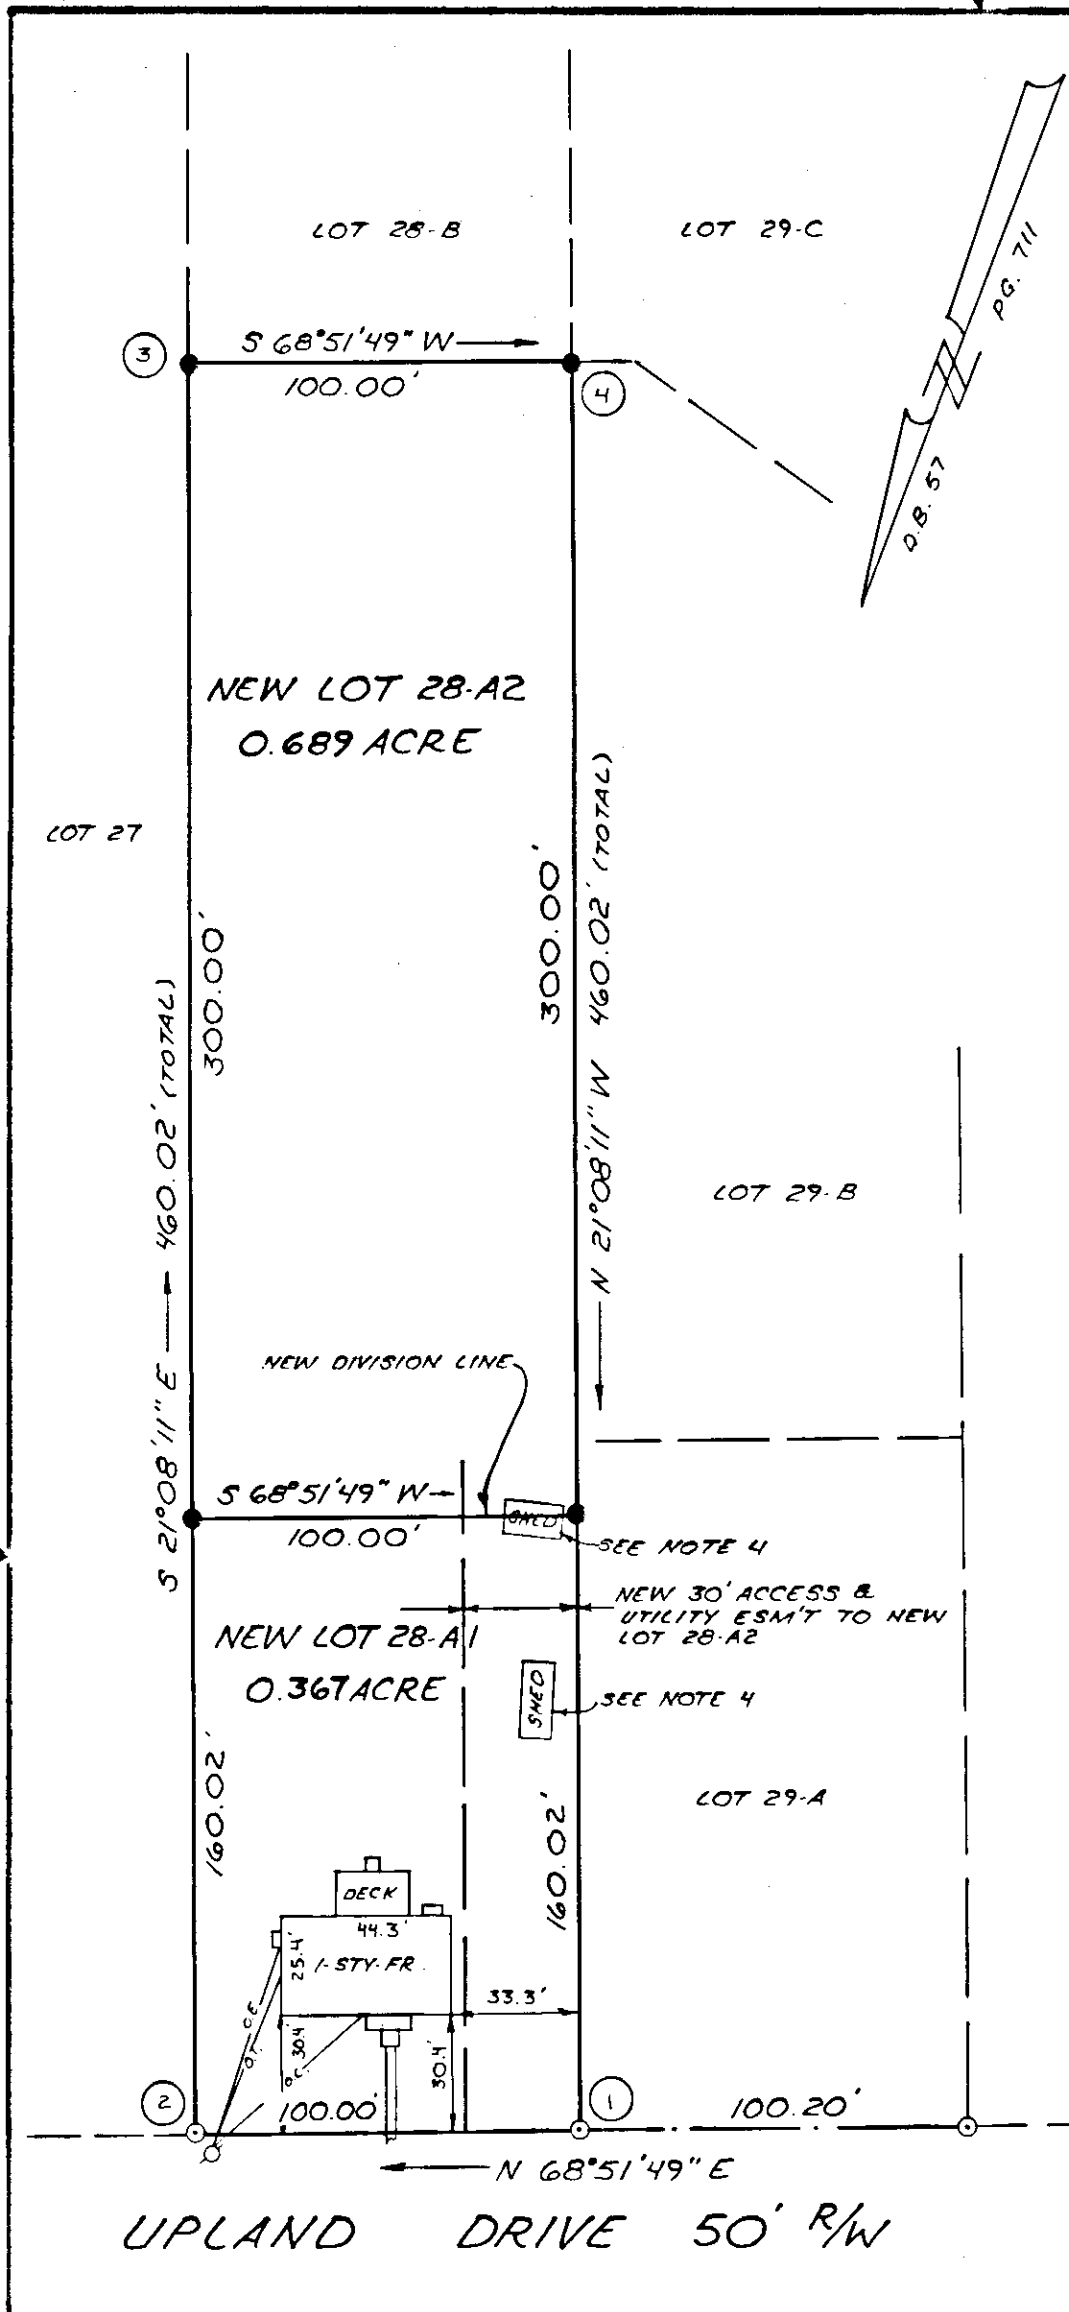 LOT 28-B
LOT 29-C
PG. 711
D.B. 57
3
S 68°51'49" W
100.00'
4
NEW LOT 28-A2
0.689 ACRE
LOT 27
300.00'
S 21°08'11" E 460.02' (TOTAL)
300.00'
N 21°08'11" W 460.02' (TOTAL)
LOT 29-B
NEW DIVISION LINE
S 68°51'49" W
100.00'
SHED
SEE NOTE 4
NEW 30' ACCESS &
UTILITY ESM'T TO NEW
LOT 28-A2
NEW LOT 28-A1
0.367 ACRE
SHED
SEE NOTE 4
LOT 29-A
160.02'
160.02'
DECK
44.3'
25.4'
1-STY-FR.
33.3'
O.E.
O.T.
O.C.
30.4'
30.4'
2
100.00'
1
100.20'
N 68°51'49" E
UPLAND DRIVE 50' R/W